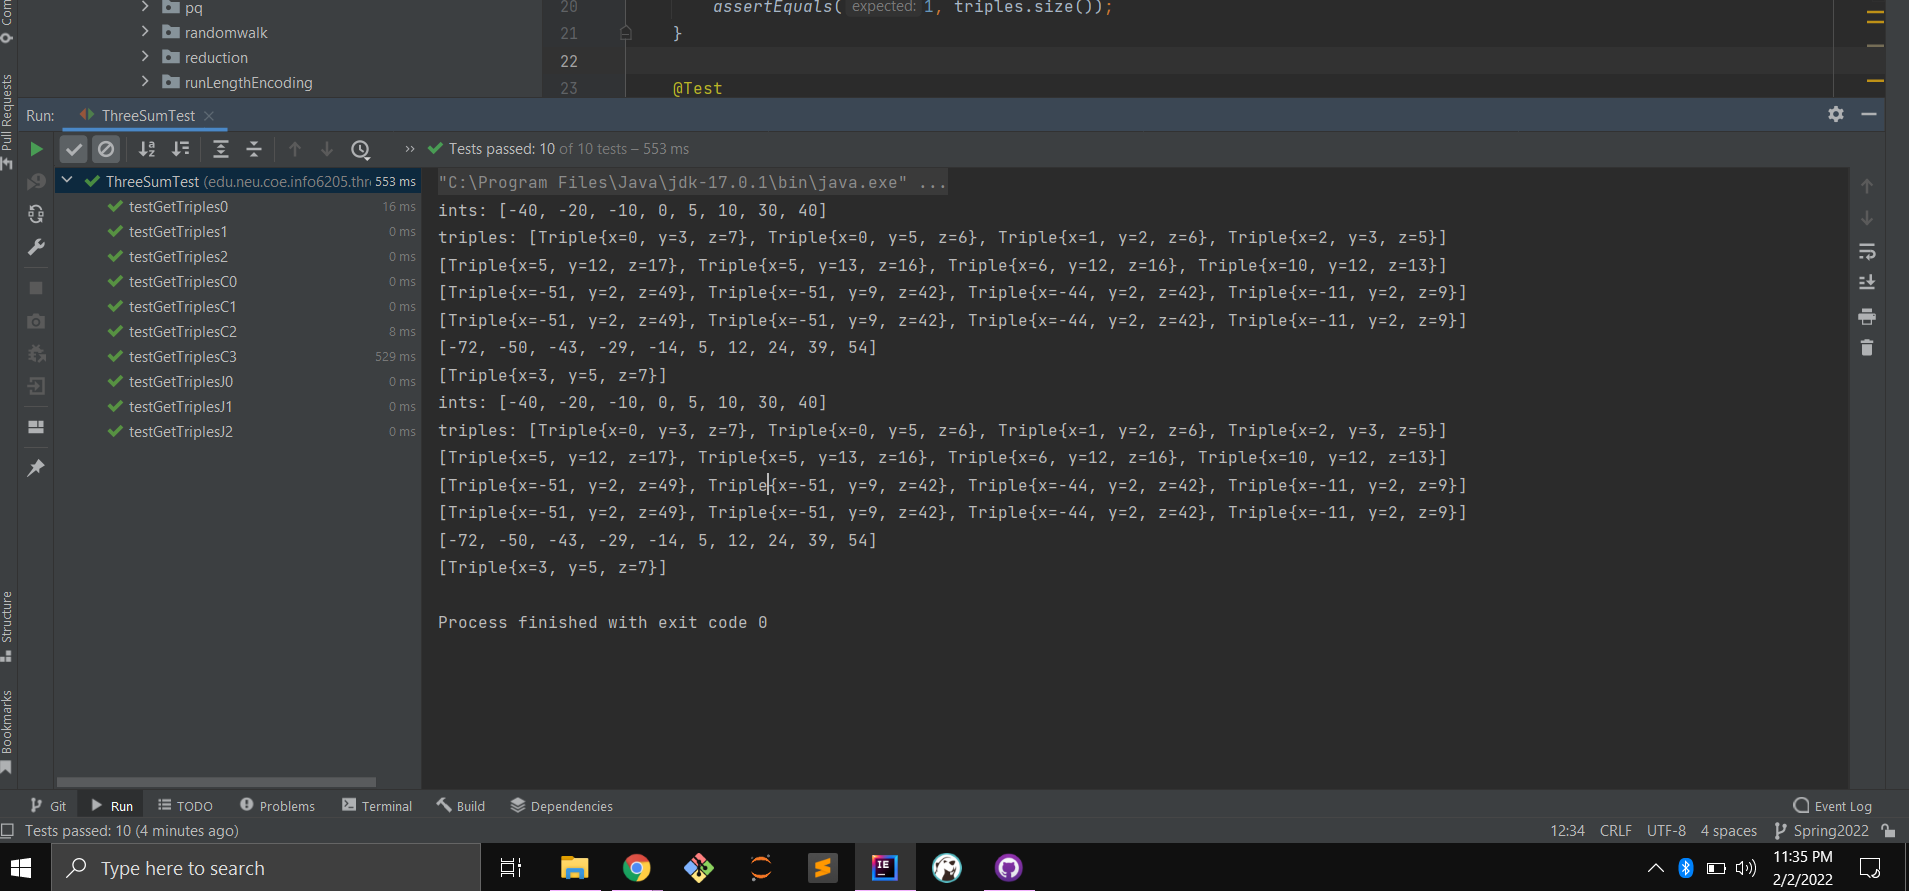 pq
randomwalk
reduction
runLengthEncoding
20 assertEquals( expected: 1, triples.size());
21 }
22
23 @Test
Pull Requests
Run: ThreeSumTest
Tests passed: 10 of 10 tests – 553 ms
ThreeSumTest (edu.neu.coe.info6205.thr 553 ms
testGetTriples0 16 ms
testGetTriples1 0 ms
testGetTriples2 0 ms
testGetTriplesC0 0 ms
testGetTriplesC1 0 ms
testGetTriplesC2 8 ms
testGetTriplesC3 529 ms
testGetTriplesJ0 0 ms
testGetTriplesJ1 0 ms
testGetTriplesJ2 0 ms
"C:\Program Files\Java\jdk-17.0.1\bin\java.exe" ...
ints: [-40, -20, -10, 0, 5, 10, 30, 40]
triples: [Triple{x=0, y=3, z=7}, Triple{x=0, y=5, z=6}, Triple{x=1, y=2, z=6}, Triple{x=2, y=3, z=5}]
[Triple{x=5, y=12, z=17}, Triple{x=5, y=13, z=16}, Triple{x=6, y=12, z=16}, Triple{x=10, y=12, z=13}]
[Triple{x=-51, y=2, z=49}, Triple{x=-51, y=9, z=42}, Triple{x=-44, y=2, z=42}, Triple{x=-11, y=2, z=9}]
[Triple{x=-51, y=2, z=49}, Triple{x=-51, y=9, z=42}, Triple{x=-44, y=2, z=42}, Triple{x=-11, y=2, z=9}]
[-72, -50, -43, -29, -14, 5, 12, 24, 39, 54]
[Triple{x=3, y=5, z=7}]
ints: [-40, -20, -10, 0, 5, 10, 30, 40]
triples: [Triple{x=0, y=3, z=7}, Triple{x=0, y=5, z=6}, Triple{x=1, y=2, z=6}, Triple{x=2, y=3, z=5}]
[Triple{x=5, y=12, z=17}, Triple{x=5, y=13, z=16}, Triple{x=6, y=12, z=16}, Triple{x=10, y=12, z=13}]
[Triple{x=-51, y=2, z=49}, Triple{x=-51, y=9, z=42}, Triple{x=-44, y=2, z=42}, Triple{x=-11, y=2, z=9}]
[Triple{x=-51, y=2, z=49}, Triple{x=-51, y=9, z=42}, Triple{x=-44, y=2, z=42}, Triple{x=-11, y=2, z=9}]
[-72, -50, -43, -29, -14, 5, 12, 24, 39, 54]
[Triple{x=3, y=5, z=7}]
Process finished with exit code 0
Structure
Bookmarks
Git Run TODO Problems Terminal Build Dependencies Event Log
Tests passed: 10 (4 minutes ago) 12:34 CRLF UTF-8 4 spaces Spring2022
Type here to search
IE
11:35 PM
2/2/2022